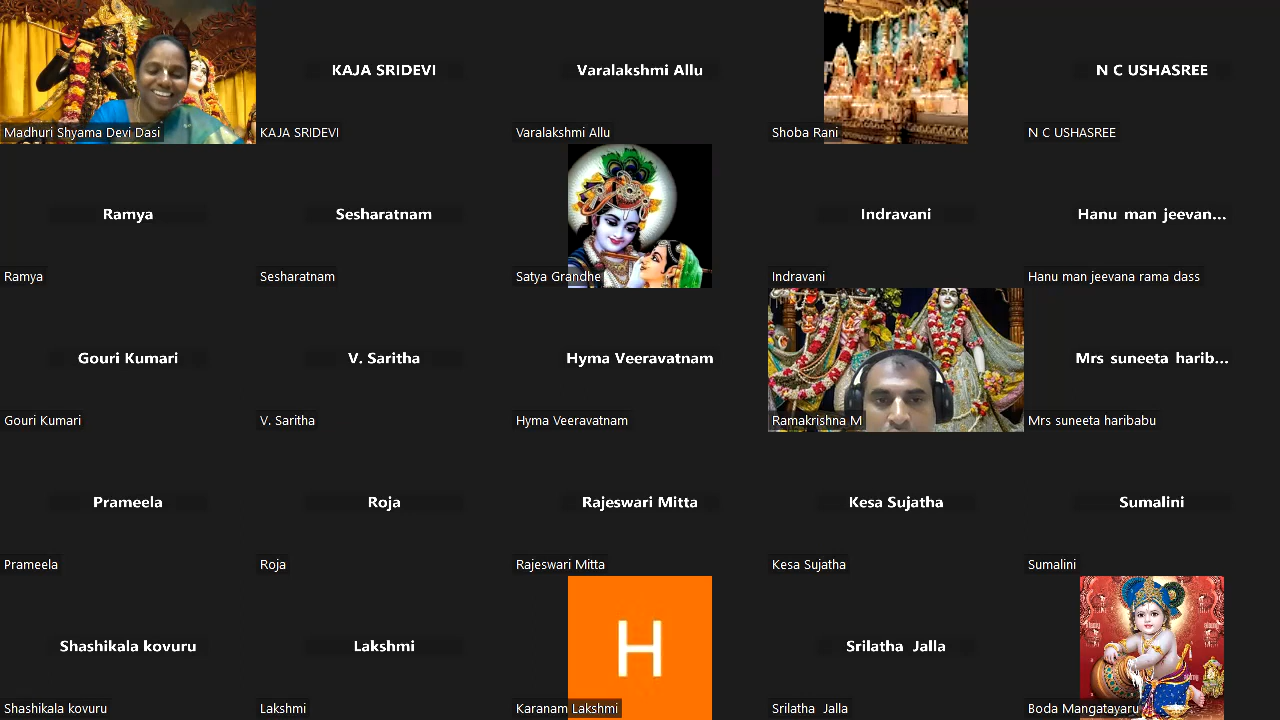 Madhuri Shyama Devi Dasi
KAJA SRIDEVI
KAJA SRIDEVI
Varalakshmi Allu
Varalakshmi Allu
Shoba Rani
N C USHASREE
N C USHASREE
Ramya
Ramya
Sesharatnam
Sesharatnam
Satya Grandhe
Indravani
Indravani
Hanu man jeevan...
Hanu man jeevana rama dass
Gouri Kumari
Gouri Kumari
V. Saritha
V. Saritha
Hyma Veeravatnam
Hyma Veeravatnam
Ramakrishna M
Mrs suneeta harib...
Mrs suneeta haribabu
Prameela
Prameela
Roja
Roja
Rajeswari Mitta
Rajeswari Mitta
Kesa Sujatha
Kesa Sujatha
Sumalini
Sumalini
Shashikala kovuru
Shashikala kovuru
Lakshmi
Lakshmi
H
Karanam Lakshmi
Srilatha Jalla
Srilatha Jalla
Boda Mangatayaru